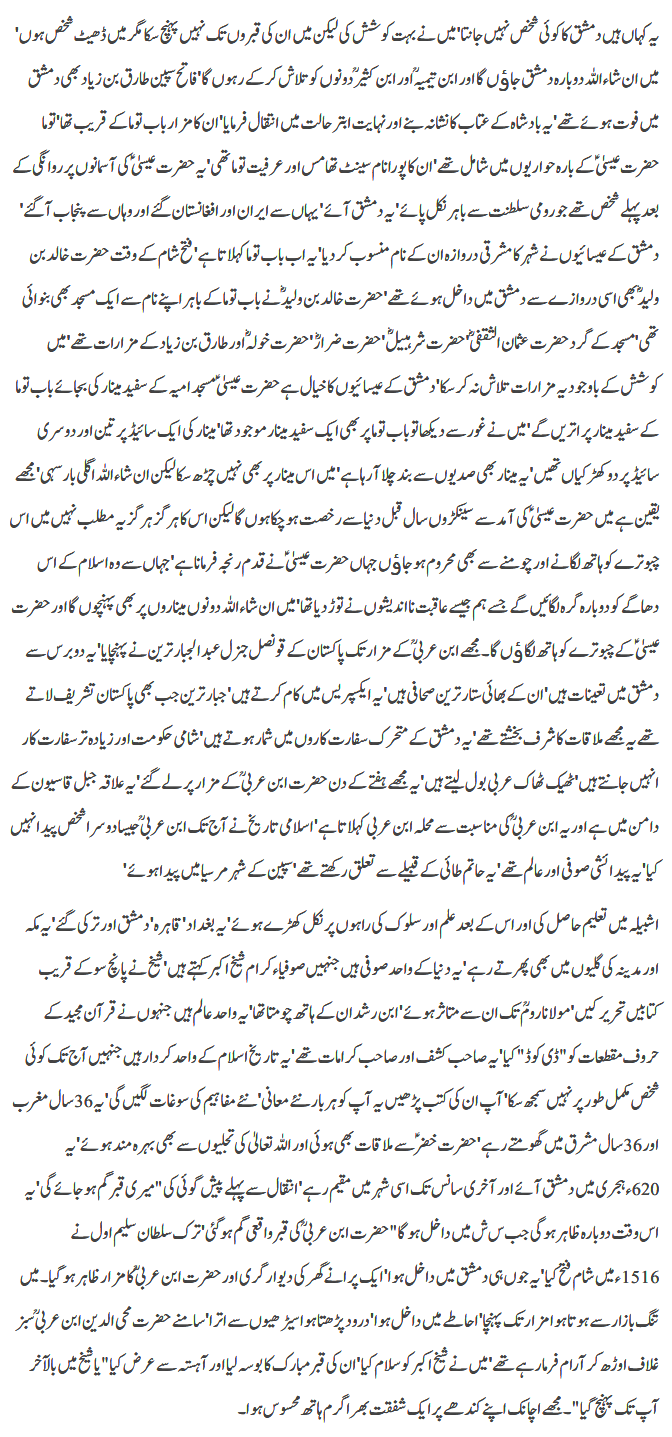 یہ کہاں ہیں دمشق کا کوئی شخص نہیں جانتا' میں نے بہت کوشش کی لیکن میں ان کی قبروں تک نہیں پہنچ سکا مگر میں ڈھیٹ شخص ہوں'
میں ان شاء اللہ دوبارہ دمشق جاؤں گا اور ابن تیمیہؒ اور ابن کثیرؒ دونوں کو تلاش کر کے رہوں گا' فاتح سپین طارق بن زیاد بھی دمشق
میں فوت ہوئے تھے' یہ بادشاہ کے عتاب کا نشانہ بنے اور نہایت ابتر حالت میں انتقال فرمایا' ان کا مزار باب توما کے قریب تھا' توما
حضرت عیسیٰ ؑ کے بارہ حواریوں میں شامل تھے' ان کا پورا نام سینٹ تھامس اور عرفیت توما تھی' یہ حضرت عیسیٰ ؑ کی آسمانوں پر روانگی کے
بعد پہلے شخص تھے جو رومی سلطنت سے باہر نکل پائے' یہ دمشق آئے' یہاں سے ایران اور افغانستان گئے اور وہاں سے پنجاب آ گئے'
دمشق کے عیسائیوں نے شہر کا مشرقی دروازہ ان کے نام منسوب کر دیا' یہ اب باب توما کہلاتا ہے' فتح شام کے وقت حضرت خالد بن
ولیدؓ بھی اسی دروازے سے دمشق میں داخل ہوئے تھے' حضرت خالد بن ولیدؓ نے باب توما کے باہر اپنے نام سے ایک مسجد بھی بنوائی
تھی' مسجد کے گرد حضرت عثمان الثقفیؓ' حضرت شرجبیلؓ' حضرت ضرارؓ' حضرت خولہؓ اور طارق بن زیاد کے مزارات تھے' میں
کوشش کے باوجود یہ مزارات تلاش نہ کر سکا' دمشق کے عیسائیوں کا خیال ہے حضرت عیسیٰ ؑ مسجد امیہ کے سفید مینار کی بجائے باب توما
کے سفید مینار پر اتریں گے' میں نے غور سے دیکھا تو باب توما پر بھی ایک سفید مینار موجود تھا' مینار کی ایک سائیڈ پر تین اور دوسری
سائیڈ پر دو کھڑکیاں تھیں' یہ مینار بھی صدیوں سے بند چلا آ رہا ہے' میں اس مینار پر بھی نہیں چڑھ سکا لیکن ان شاء اللہ اگلی بار سہی' مجھے
یقین ہے میں حضرت عیسیٰ ؑ کی آمد سے سینکڑوں سال قبل دنیا سے رخصت ہو چکا ہوں گا لیکن اس کا ہرگز ہرگز یہ مطلب نہیں میں اس
چبوترے کو ہاتھ لگانے اور چومنے سے بھی محروم ہو جاؤں جہاں حضرت عیسیٰ ؑ نے قدم رنجہ فرمانا ہے' جہاں سے وہ اسلام کے اس
دھاگے کو دوبارہ گرہ لگائیں گے جسے ہم جیسے عاقبت نااندیشوں نے توڑ دیا تھا' میں ان شاء اللہ دونوں میناروں پر بھی پہنچوں گا اور حضرت
عیسیٰ ؑ کے چبوترے کو ہاتھ لگاؤں گا۔ مجھے ابن عربیؒ کے مزار تک پاکستان کے قونصل جنرل عبدالجبار ترین نے پہنچایا' یہ دو برس سے
دمشق میں تعینات ہیں' ان کے بھائی ستار ترین صحافی ہیں' یہ ایکسپریس میں کام کرتے ہیں' جبار ترین جب بھی پاکستان تشریف لاتے
تھے یہ مجھے ملاقات کا شرف بخشتے تھے' یہ دمشق کے متحرک سفارت کاروں میں شمار ہوتے ہیں' شامی حکومت اور زیادہ تر سفارت کار
انہیں جانتے ہیں' ٹھیک ٹھاک عربی بول لیتے ہیں' یہ مجھے ہفتے کے دن حضرت ابن عربیؒ کے مزار پر لے گئے' یہ علاقہ جبل قاسیون کے
دامن میں ہے اور یہ ابن عربیؒ کی مناسبت سے محلہ ابن عربی کہلاتا ہے' اسلامی تاریخ نے آج تک ابن عربیؒ جیسا دوسرا شخص پیدا نہیں
کیا' یہ پیدائشی صوفی اور عالم تھے' یہ حاتم طائی کے قبیلے سے تعلق رکھتے تھے' سپین کے شہر مرسیا میں پیدا ہوئے'
اشبیلہ میں تعلیم حاصل کی اور اس کے بعد علم اور سلوک کی راہوں پر نکل کھڑے ہوئے' یہ بغداد' قاہرہ' دمشق اور ترکی گئے' یہ مکہ
اور مدینہ کی گلیوں میں بھی پھرتے رہے' یہ دنیا کے واحد صوفی ہیں جنہیں صوفیاء کرام شیخ اکبر کہتے ہیں' شیخ نے پانچ سو کے قریب
کتابیں تحریر کیں' مولانا رومؒ تک ان سے متاثر ہوئے' ابن رشد ان کے ہاتھ چومتا تھا' یہ واحد عالم ہیں جنہوں نے قرآن مجید کے
حروف مقطعات کو "ڈی کوڈ" کیا' یہ صاحب کشف اور صاحب کرامات تھے' یہ تاریخ اسلام کے واحد کردار ہیں جنہیں آج تک کوئی
شخص مکمل طور پر نہیں سمجھ سکا' آپ ان کی کتب پڑھیں یہ آپ کو ہر بار نئے معانی' نئے مفاہیم کی سوغات لگیں گی' یہ 36 سال مغرب
اور 36 سال مشرق میں گھومتے رہے' حضرت خضرؑ سے ملاقات بھی ہوئی اور اللہ تعالیٰ کی تجلیوں سے بھی بہرہ مند ہوئے' یہ
620ء ہجری میں دمشق آئے اور آخری سانس تک اسی شہر میں مقیم رہے' انتقال سے پہلے پیش گوئی کی "میری قبر گم ہو جائے گی' یہ
اس وقت دوبارہ ظاہر ہو گی جب س ش میں داخل ہو گا" حضرت ابن عربیؒ کی قبر واقعی گم ہو گئی' ترک سلطان سلیم اول نے
1516ء میں شام فتح کیا' یہ جوں ہی دمشق میں داخل ہوا' ایک پرانے گھر کی دیوار گری اور حضرت ابن عربیؒ کا مزار ظاہر ہو گیا۔ میں
تنگ بازار سے ہوتا ہوا مزار تک پہنچا' احاطے میں داخل ہوا' درود پڑھتا ہوا سیڑھیوں سے اترا' سامنے حضرت محی الدین ابن عربیؒ سبز
غلاف اوڑھ کر آرام فرما رہے تھے' میں نے شیخ اکبر کو سلام کیا' ان کی قبر مبارک کا بوسہ لیا اور آہستہ سے عرض کیا "یا شیخ میں بالآخر
آپ تک پہنچ گیا"۔ مجھے اچانک اپنے کندھے پر ایک شفقت بھرا گرم ہاتھ محسوس ہوا۔